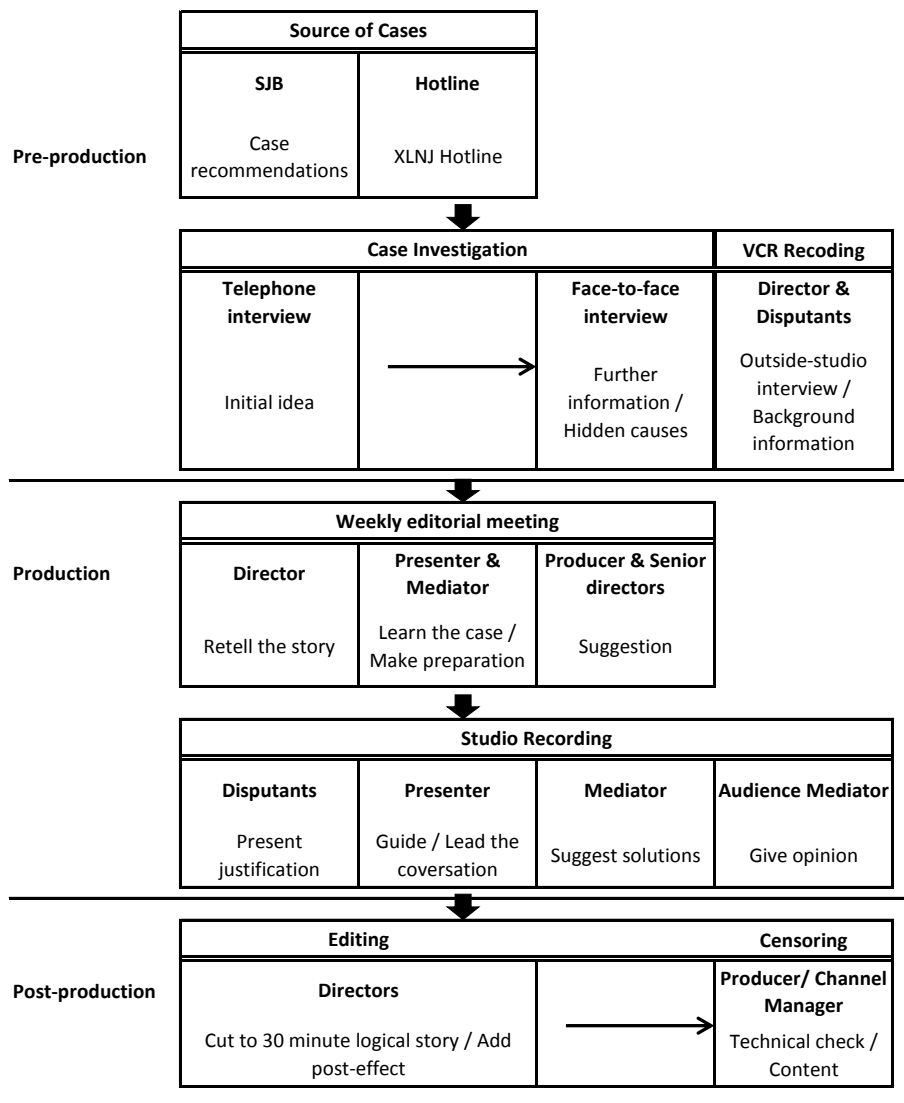 Source of Cases
SJB
Hotline
Pre-production
Case
recommendations
XLNJ Hotline
Case Investigation
VCR Recoding
Telephone
interview
Face-to-face
interview
Director &
Disputants
Initial idea
Further
information /
Hidden causes
Outside-studio
interview /
Background
information
Weekly editorial meeting
Production
Director
Presenter &
Mediator
Producer & Senior
directors
Retell the story
Learn the case /
Make preparation
Suggestion
Studio Recording
Disputants
Presenter
Mediator
Audience Mediator
Present
justification
Guide / Lead the
coversation
Suggest solutions
Give opinion
Editing
Censoring
Post-production
Directors
Producer/ Channel
Manager
Cut to 30 minute logical story / Add
post-effect
Technical check /
Content